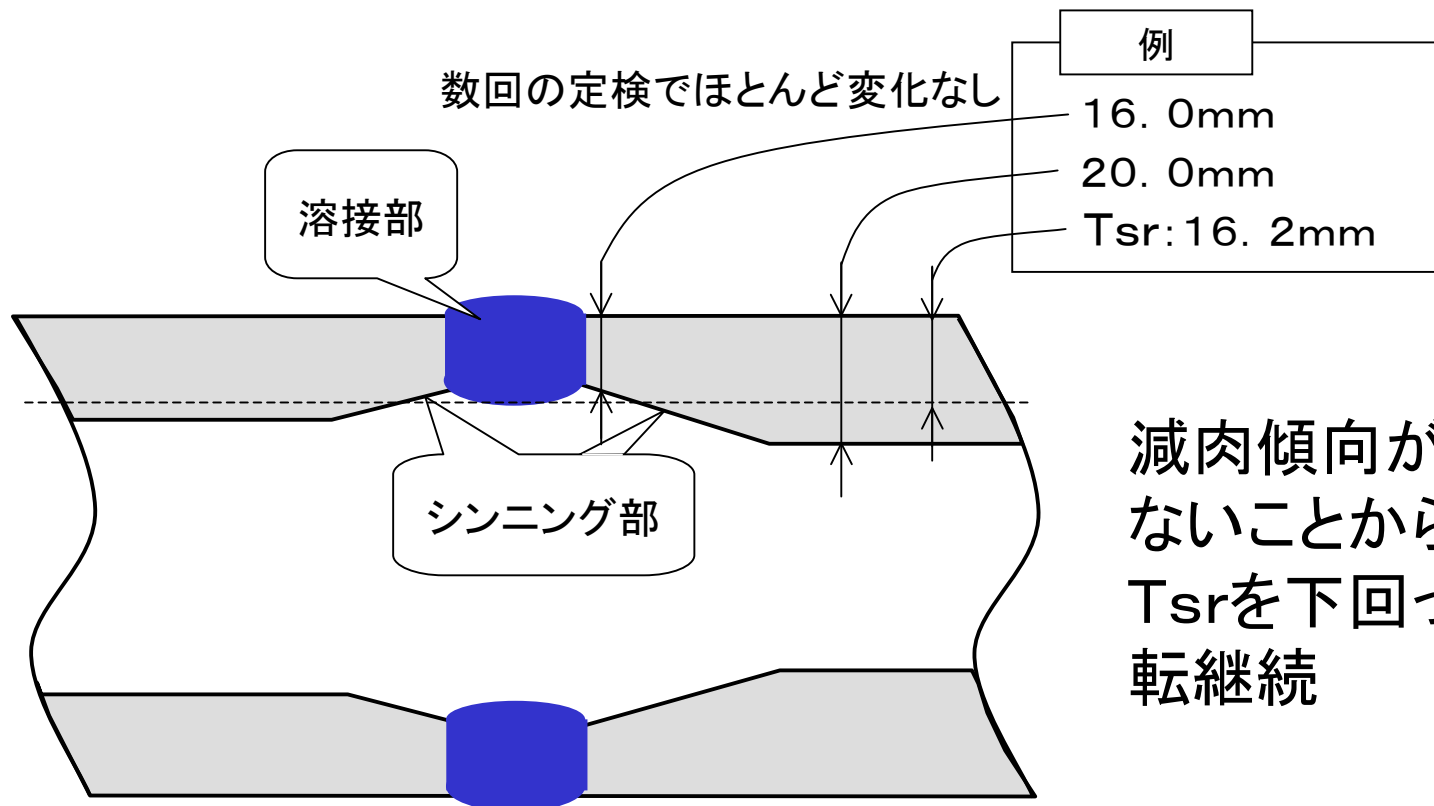 例
数回の定検でほとんど変化なし
16．0mm
20．0mm
Tsr：16．2mm
溶接部
シンニング部
減肉傾向が
ないことから
Tsrを下回っ
転継続